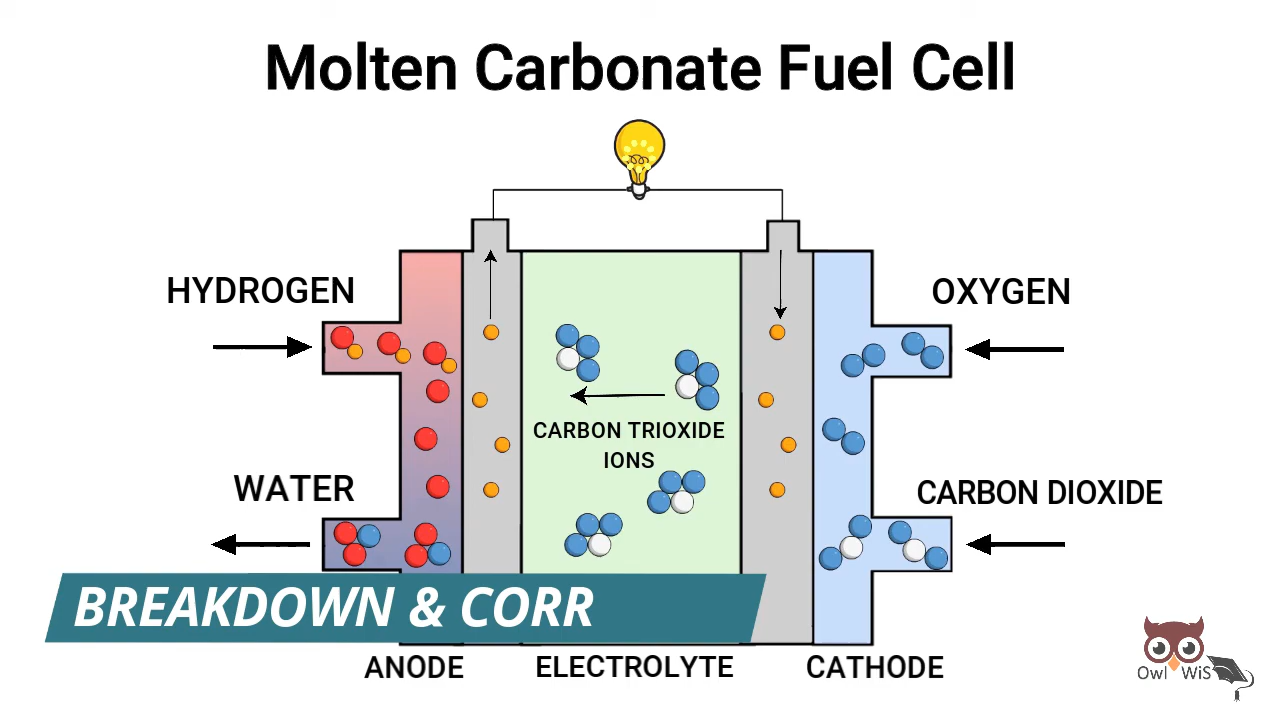 Molten Carbonate Fuel Cell
HYDROGEN
OXYGEN
CARBON TRIOXIDE
IONS
WATER
CARBON DIOXIDE
BREAKDOWN & CORR
ANODE
ELECTROLYTE
CATHODE
Owl WiS